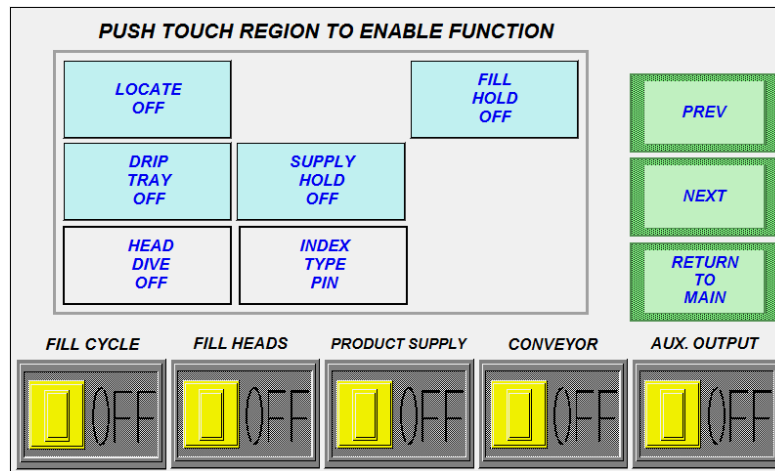 PUSH TOUCH REGION TO ENABLE FUNCTION
LOCATE
OFF
FILL
HOLD
OFF
DRIP
TRAY
OFF
SUPPLY
HOLD
OFF
HEAD
DIVE
OFF
INDEX
TYPE
PIN
PREV
NEXT
RETURN
TO
MAIN
FILL CYCLE
FILL HEADS
PRODUCT SUPPLY
CONVEYOR
AUX. OUTPUT
OFF
OFF
OFF
OFF
OFF